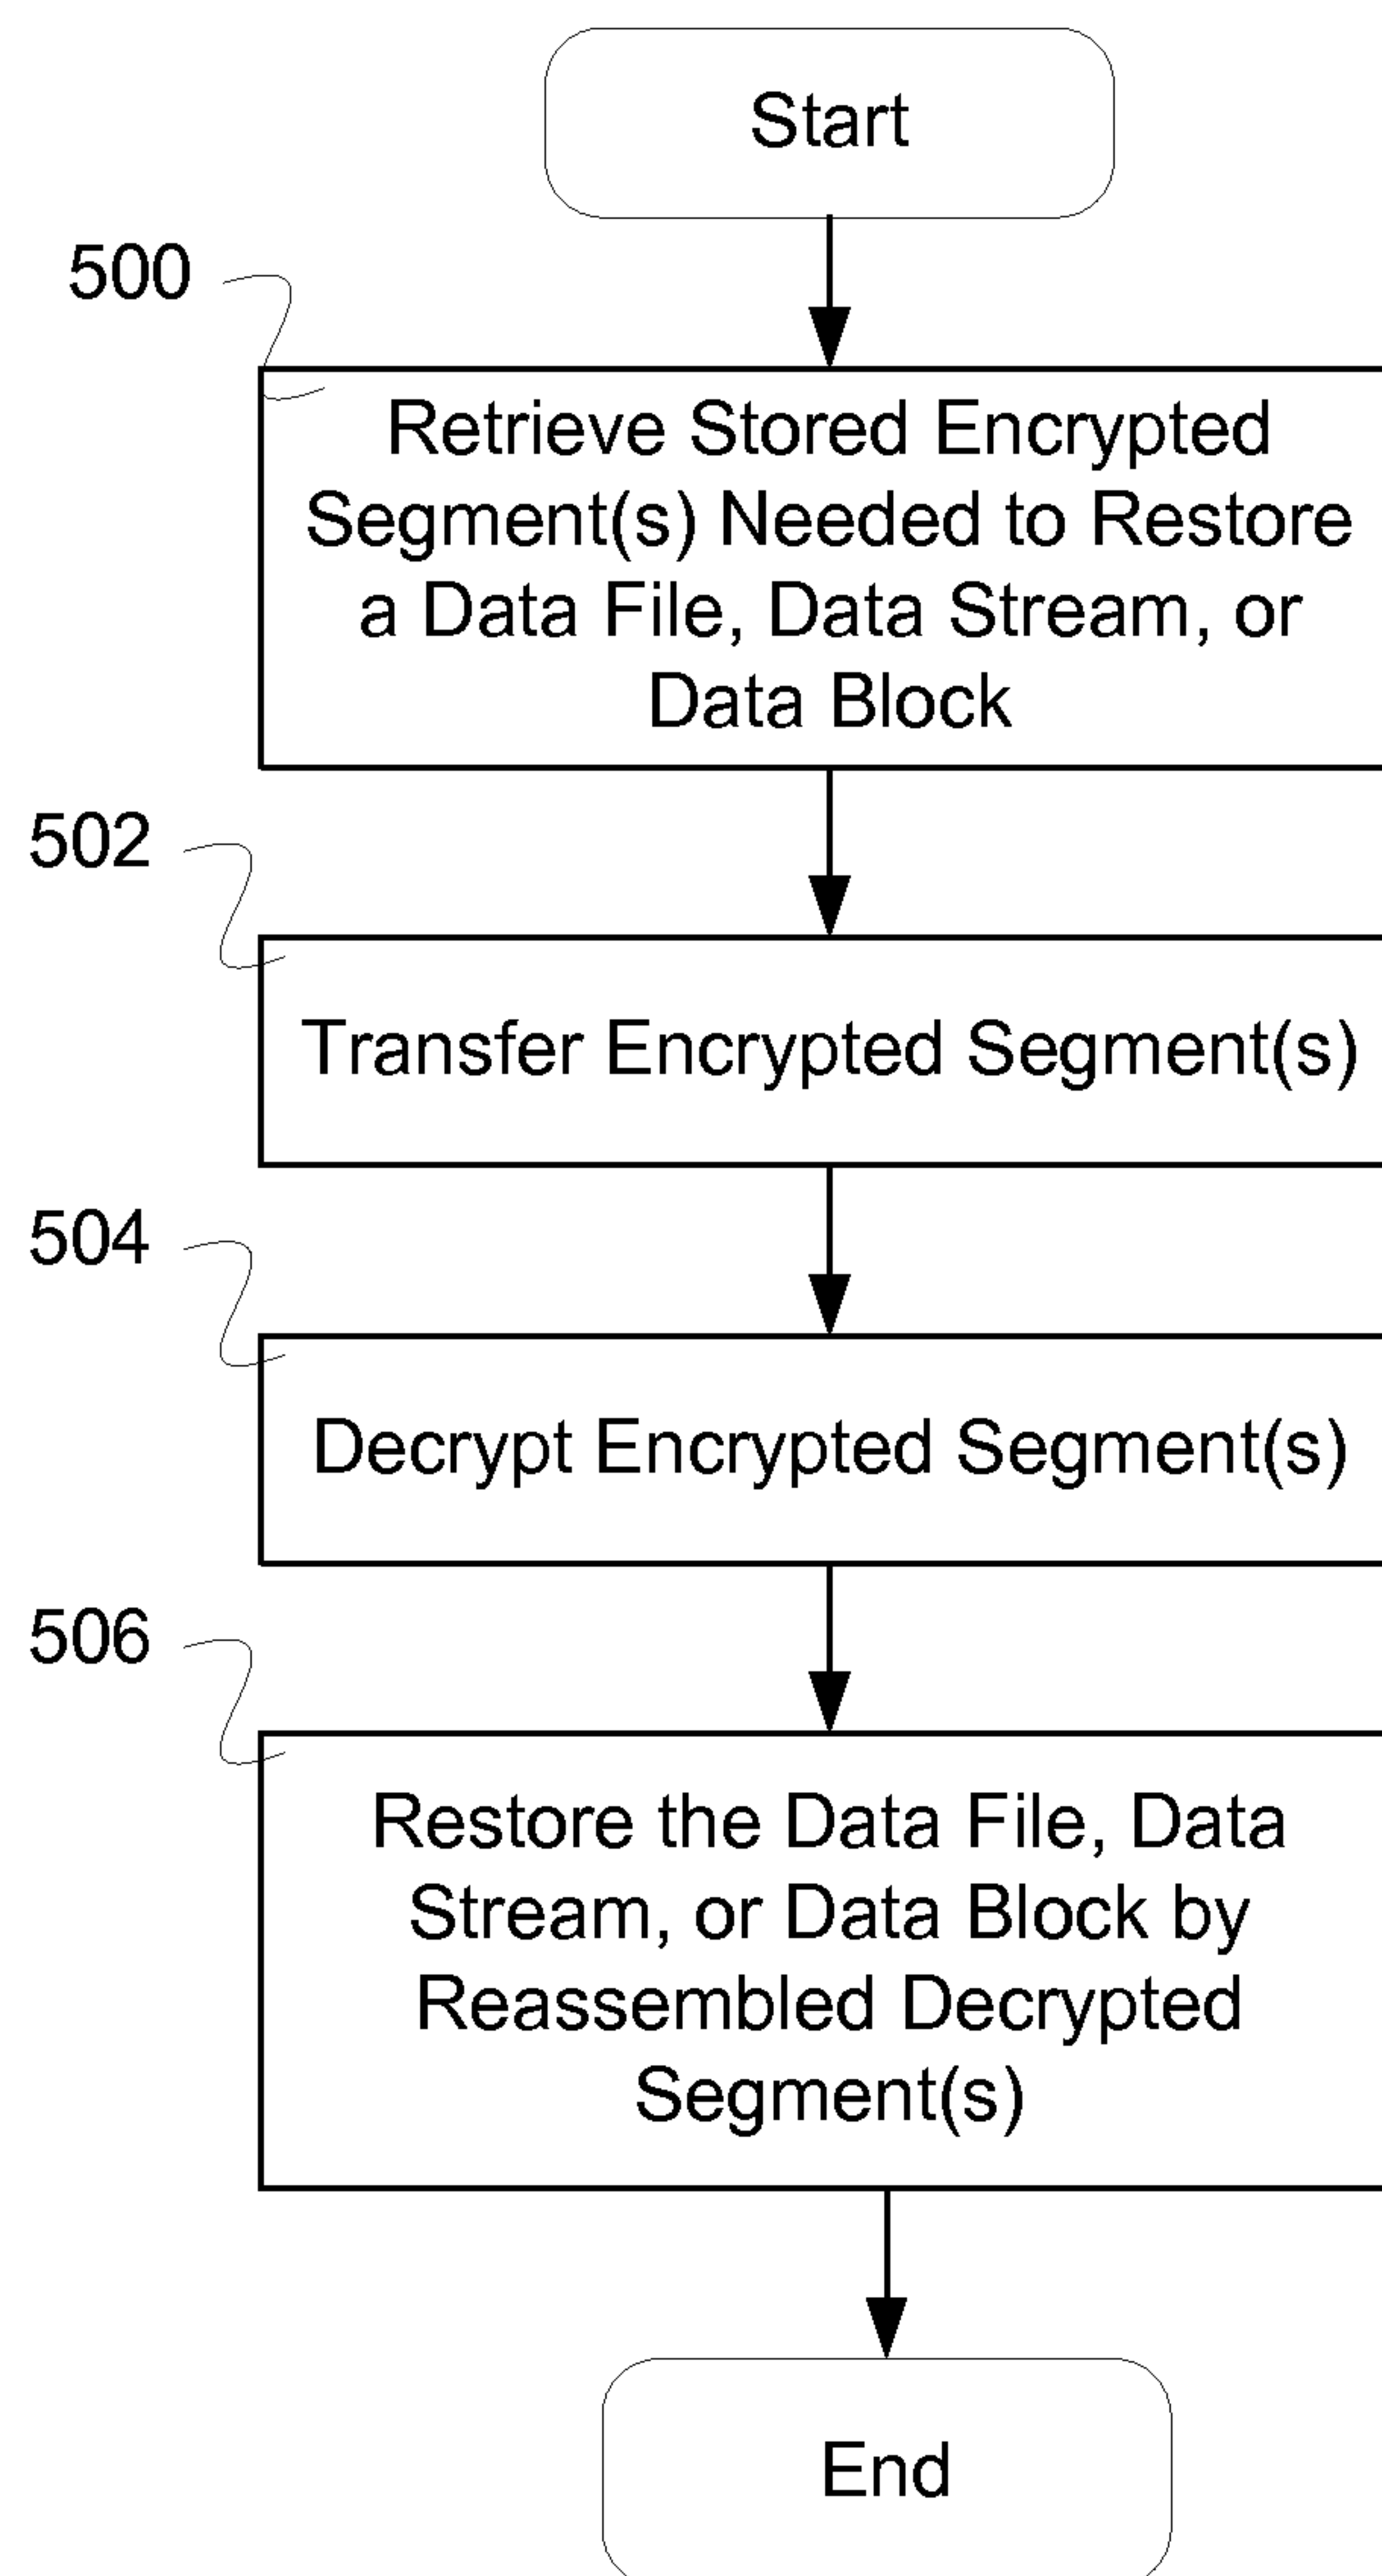 Start
500
Retrieve Stored Encrypted
Segment(s) Needed to Restore
a Data File, Data Stream, or
Data Block
502
Transfer Encrypted Segment(s)
504
Decrypt Encrypted Segment(s)
506
Restore the Data File, Data
Stream, or Data Block by
Reassembled Decrypted
Segment(s)
End